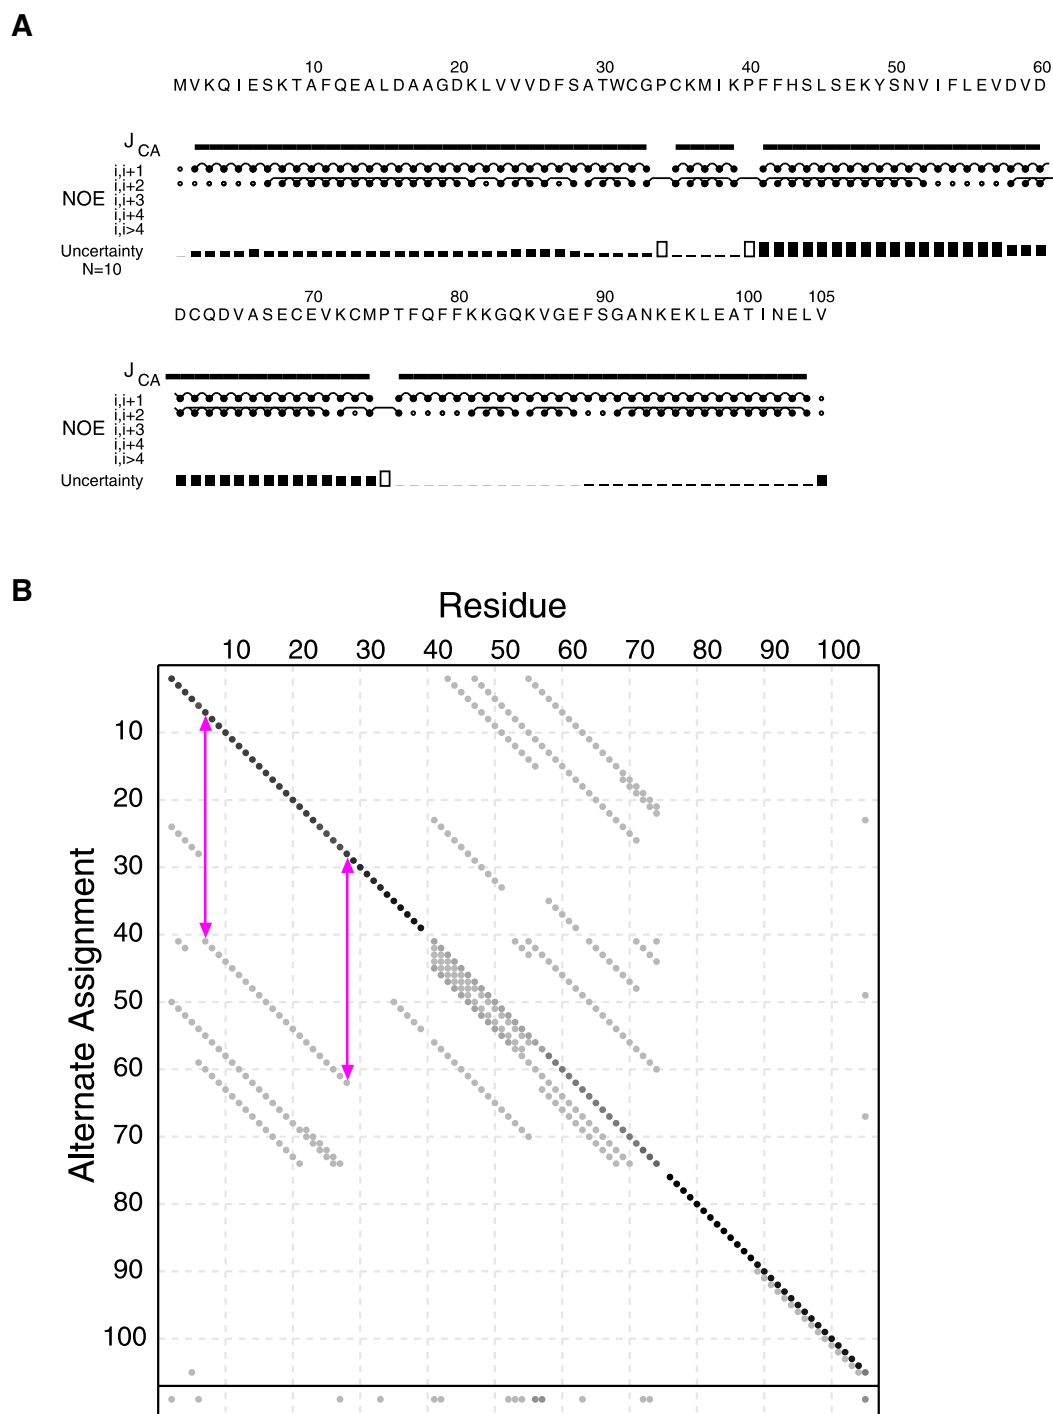 A
10 20 30 40 50 60
MVKQIESKTAFQEALDAAGDKLVVVDFSATWCGPCKMIKPFFHSLSEKYSNVIFLEVDVD
J CA
i,i+1
i,i+2
NOE i,i+3
i,i+4
i,i>4
Uncertainty
N=10
70 80 90 100 105
DCQDVASECEVKCMPTFQFFKKGQKVGEFSGANKEKLEATINELV
J CA
i,i+1
i,i+2
NOE i,i+3
i,i+4
i,i>4
Uncertainty
B
Residue
10 20 30 40 50 60 70 80 90 100
Alternate Assignment
10
20
30
40
50
60
70
80
90
100